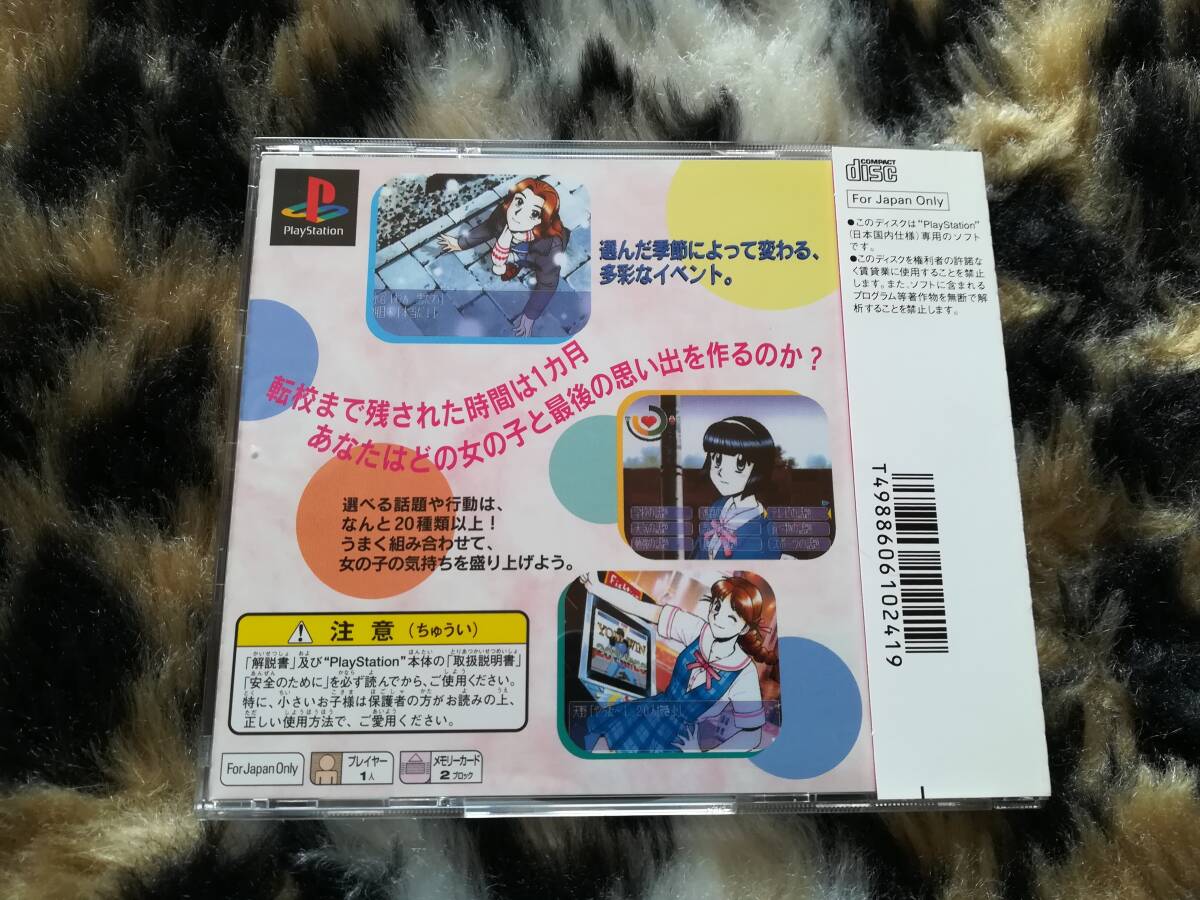 PlayStation
選んだ季節によって変わる、
多彩なイベント。
転校まで残された時間は1カ月
あなたはどの女の子と最後の思い出を作るのか？
選べる話題や行動は、
なんと20種類以上！
うまく組み合わせて、
女の子の気持ちを盛り上げよう。
YOU WIN
注意（ちゅうい）
「解説書」及び“PlayStation”本体の「取扱説明書」
「安全のために」を必ず読んでから、ご使用ください。
特に、小さいお子様は保護者の方がお読みの上、
正しい使用方法で、ご愛用ください。
For Japan Only
プレイヤー
1人
メモリーカード
2ブロック
COMPACT
disc
For Japan Only
●このディスクは“PlayStation”
（日本国内仕様）専用のソフト
です。
●このディスクを権利者の許諾な
く賃貸業に使用することを禁止
します。また、ソフトに含まれる
プログラム等著作物を無断で解
析することを禁止します。
T4988606102419